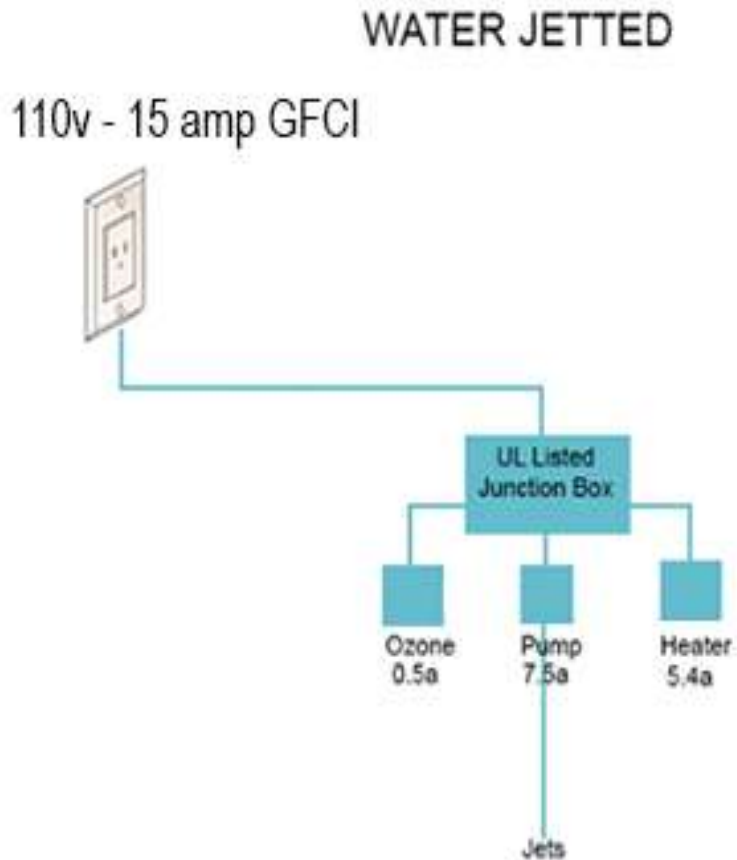 WATER JETTED
110v - 15 amp GFCI
UL Listed
Junction Box
Ozone
0.5a
Pump
7.5a
Heater
5.4a
Jets